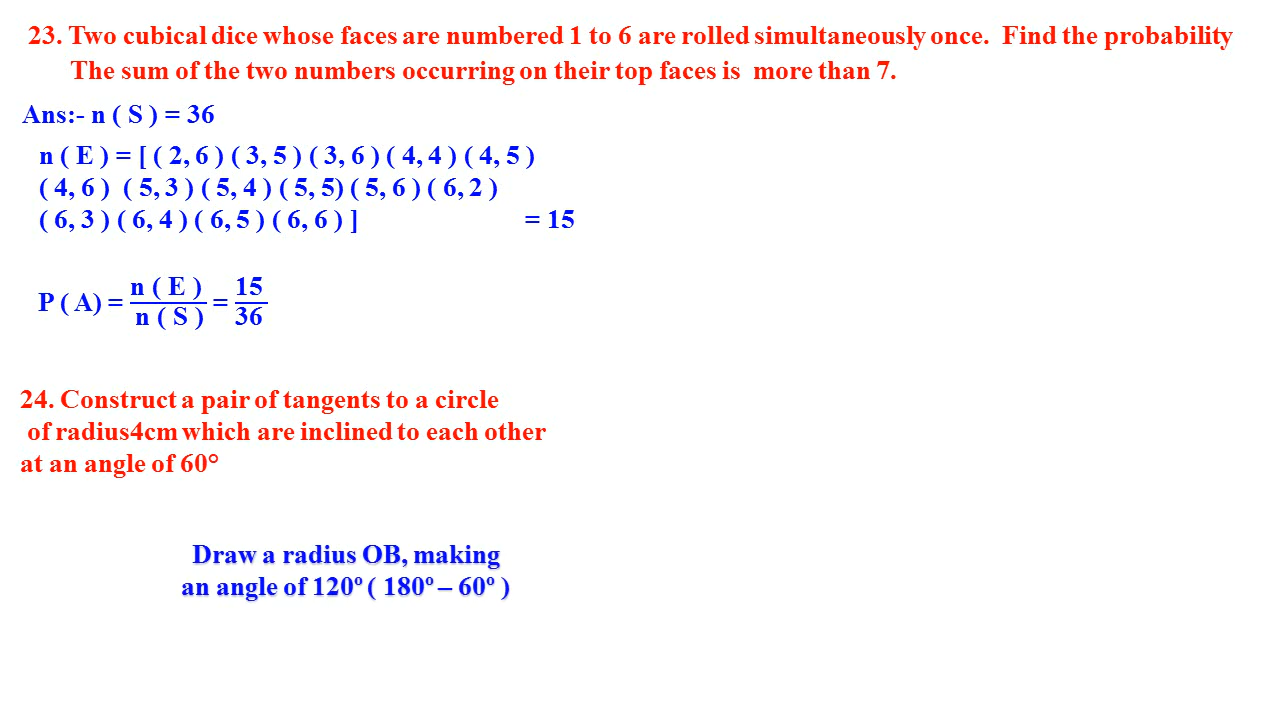 23. Two cubical dice whose faces are numbered 1 to 6 are rolled simultaneously once. Find the probability
The sum of the two numbers occurring on their top faces is more than 7.
Ans:- n ( S ) = 36
n ( E ) = [ ( 2, 6 ) ( 3, 5 ) ( 3, 6 ) ( 4, 4 ) ( 4, 5 )
( 4, 6 ) ( 5, 3 ) ( 5, 4 ) ( 5, 5) ( 5, 6 ) ( 6, 2 )
( 6, 3 ) ( 6, 4 ) ( 6, 5 ) ( 6, 6 ) ] = 15
P ( A) = n ( E ) / n ( S ) = 15 / 36
24. Construct a pair of tangents to a circle
of radius4cm which are inclined to each other
at an angle of 60°
Draw a radius OB, making
an angle of 120º ( 180º – 60º )